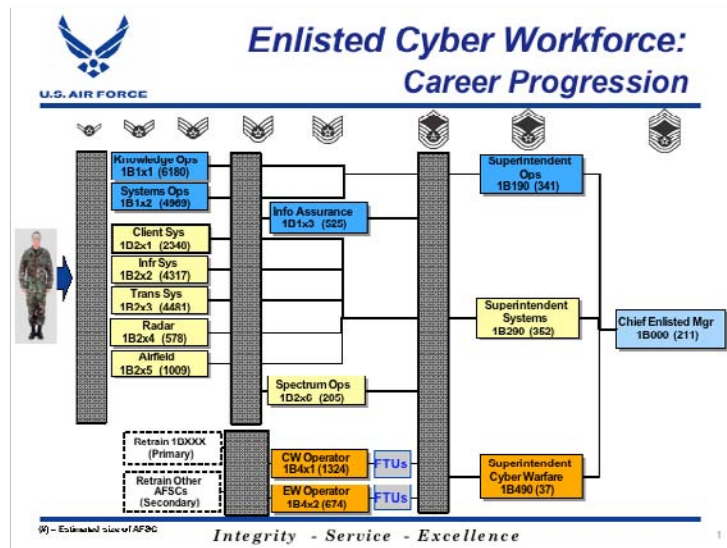 Enlisted Cyber Workforce:
Career Progression
U.S. AIR FORCE
Knowledge Ops
1B1x1 (6180)
Systems Ops
1B1x2 (4969)
Client Sys
1D2x1 (2340)
Infr Sys
1B2x2 (4317)
Trans Sys
1B2x3 (4481)
Radar
1B2x4 (578)
Airfield
1B2x5 (1009)
Retrain 1DXXX
(Primary)
Retrain Other
AFSCs
(Secondary)
Info Assurance
1D1x3 (525)
Spectrum Ops
1D2x6 (205)
CW Operator
1B4x1 (1324)
FTUs
EW Operator
1B4x2 (674)
FTUs
Superintendent
Ops
1B190 (341)
Superintendent
Systems
1B290 (352)
Superintendent
Cyber Warfare
1B490 (37)
Chief Enlisted Mgr
1B000 (211)
(#) – Estimated size of AFSC
Integrity - Service - Excellence
1